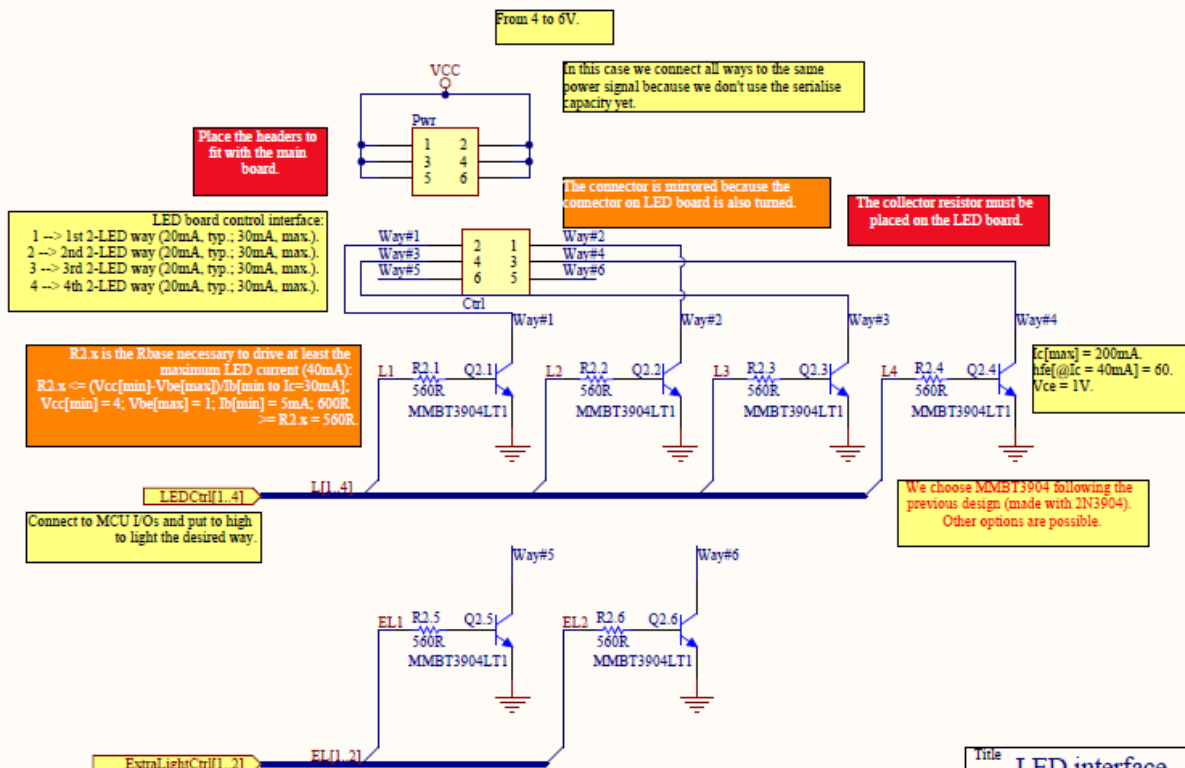 From 4 to 6V.
VCC
In this case we connect all ways to the same
power signal because we don't use the serialise
capacity yet.
Pwr
1 2
3 4
5 6
Place the headers to
fit with the main
board.
The connector is mirrored because the
connector on LED board is also turned.
The collector resistor must be
placed on the LED board.
LED board control interface:
1 --> 1st 2-LED way (20mA, typ.; 30mA, max.).
2 --> 2nd 2-LED way (20mA, typ.; 30mA, max.).
3 --> 3rd 2-LED way (20mA, typ.; 30mA, max.).
4 --> 4th 2-LED way (20mA, typ.; 30mA, max.).
Way#1 2 1 Way#2
Way#3 4 3 Way#4
Way#5 6 5 Way#6
Ctrl
Way#1 Way#2 Way#3 Way#4
R2.x is the Rbase necessary to drive at least the
maximum LED current (40mA):
R2.x <= (Vcc[min]-Vbe[max])/Ib[min to Ic=30mA];
Vcc[min] = 4; Vbe[max] = 1; Ib[min] = 5mA; 600R
>= R2.x = 560R.
L1 R2.1 Q2.1 L2 R2.2 Q2.2 L3 R2.3 Q2.3 L4 R2.4 Q2.4
560R 560R 560R 560R
MMBT3904LT1 MMBT3904LT1 MMBT3904LT1 MMBT3904LT1
Ic[max] = 200mA.
hfe[@Ic = 40mA] = 60.
Vce = 1V.
LEDCtrl[1..4] L[1..4]
Connect to MCU I/Os and put to high
to light the desired way.
We choose MMBT3904 following the
previous design (made with 2N3904).
Other options are possible.
Way#5 Way#6
EL1 R2.5 Q2.5 EL2 R2.6 Q2.6
560R 560R
MMBT3904LT1 MMBT3904LT1
ExtraLightCtrl[1..2] EL[1..2]
Title LED interface